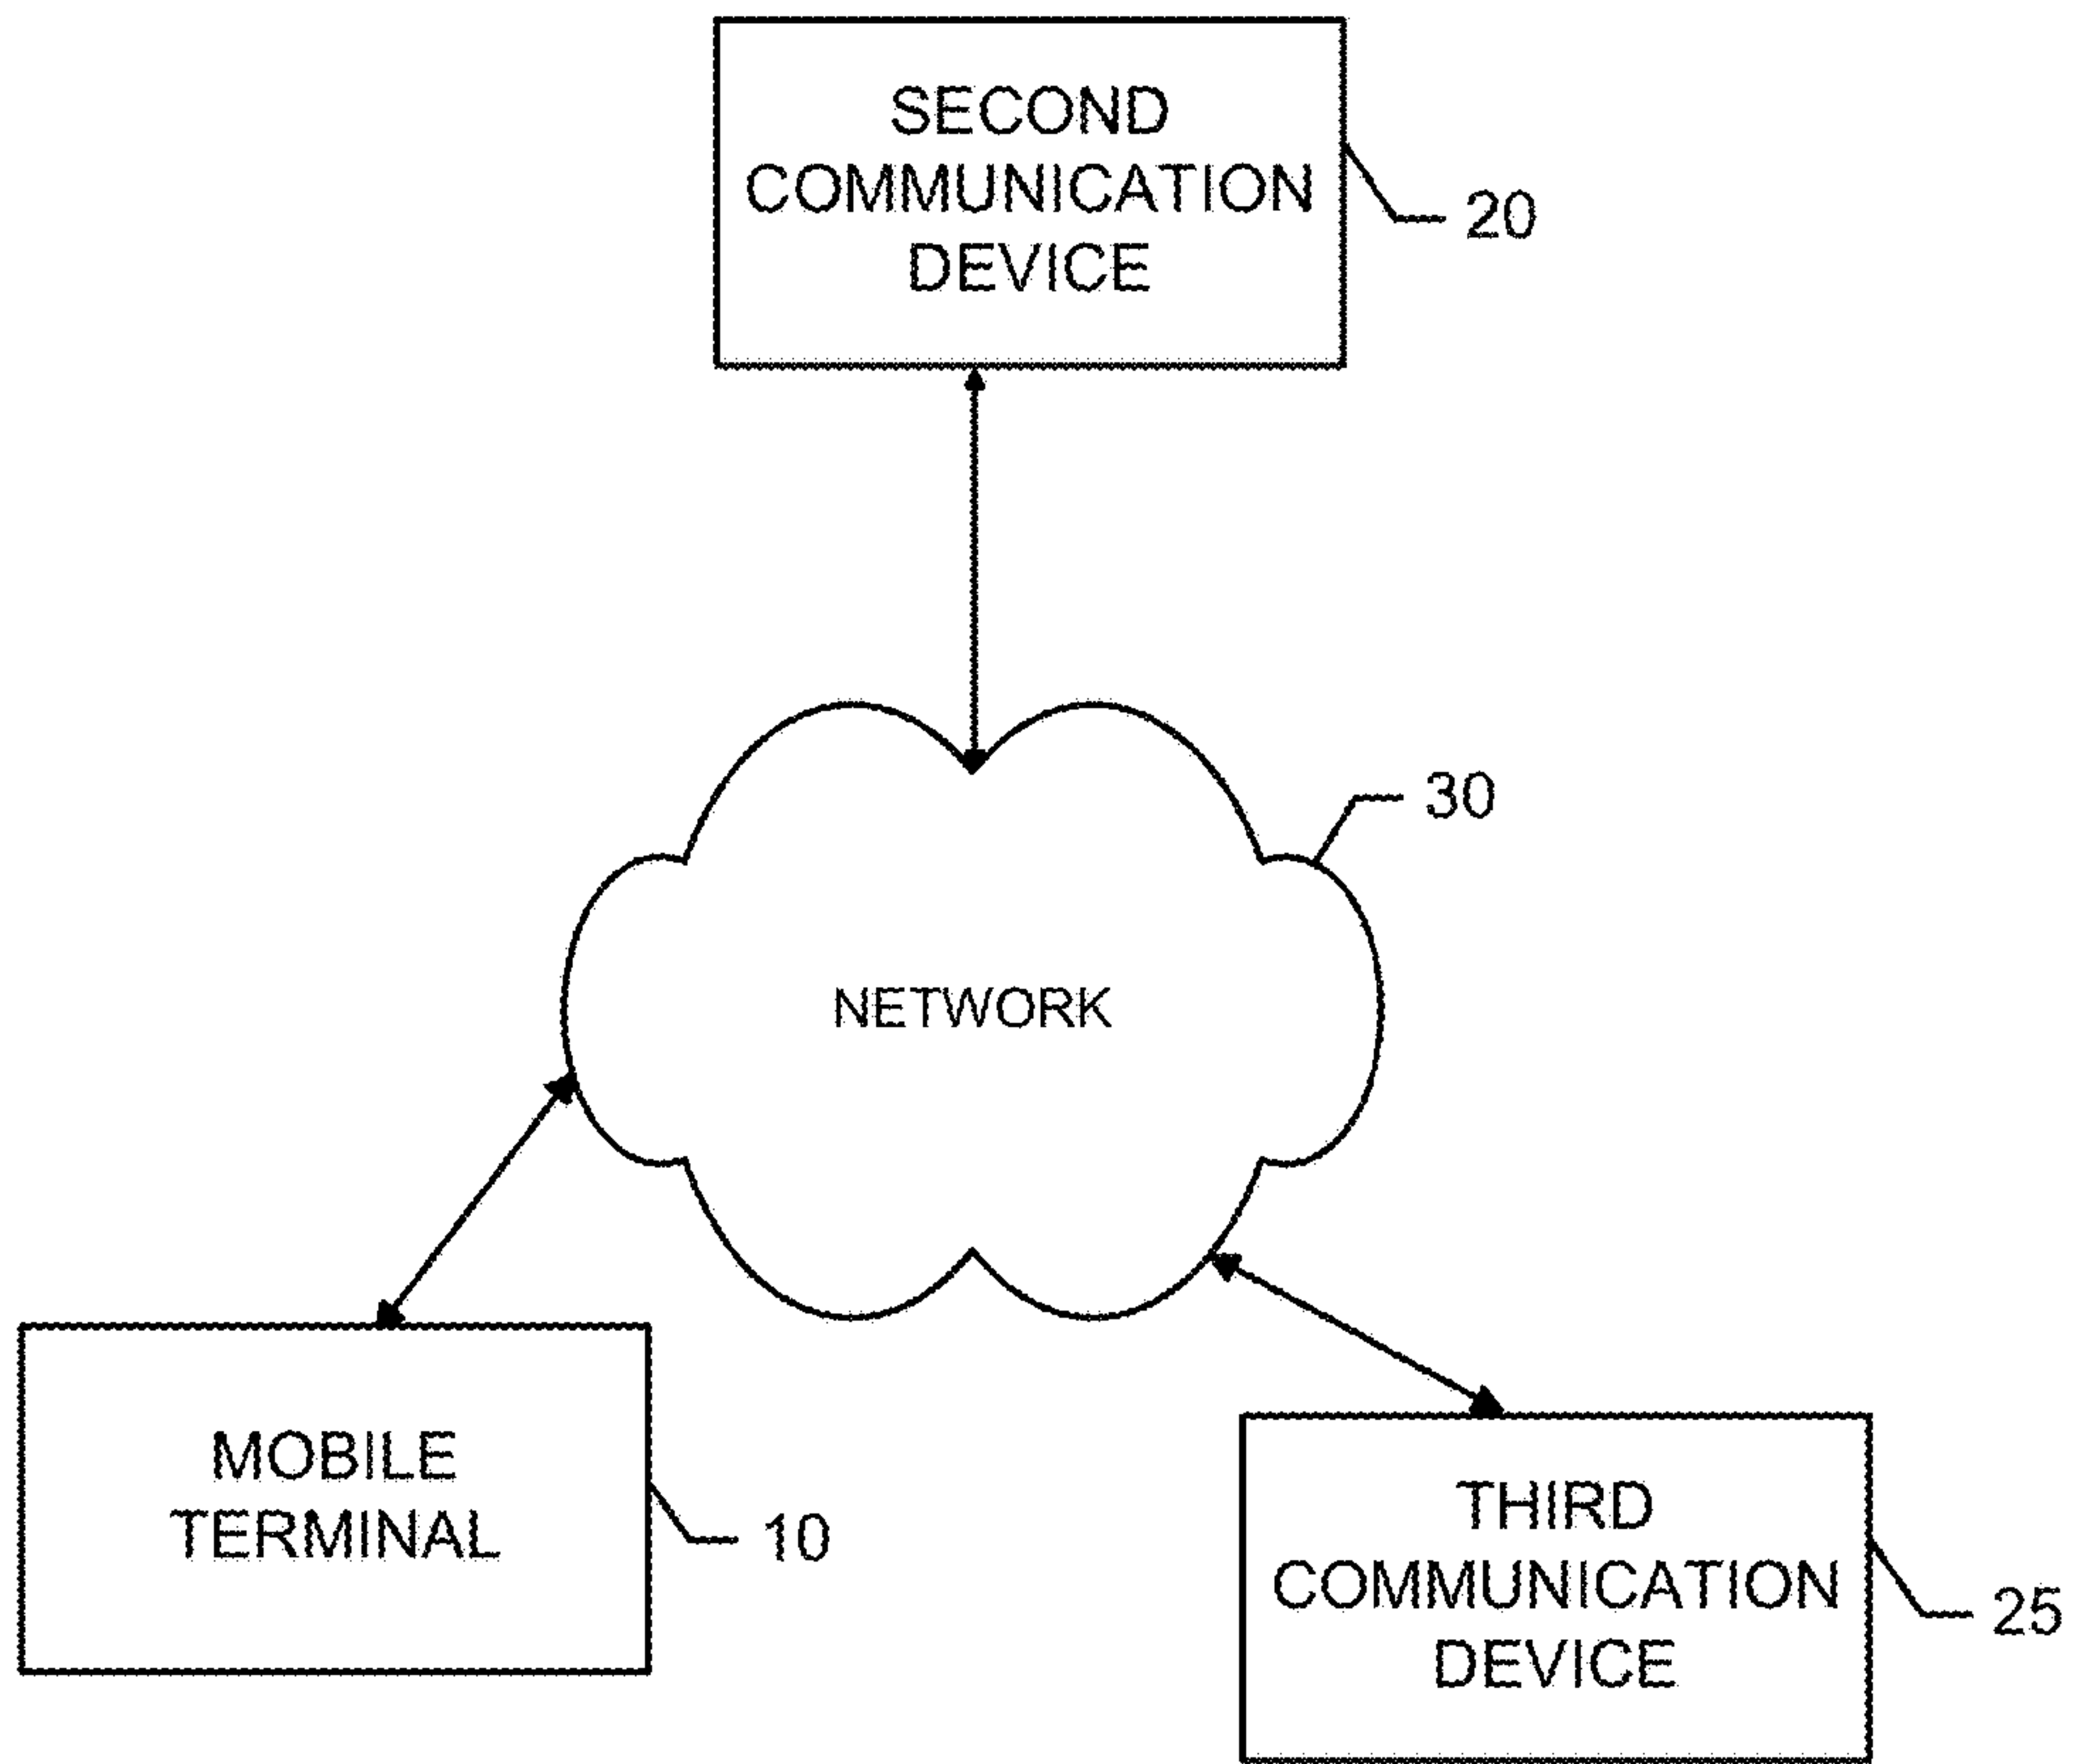 SECOND
COMMUNICATION
DEVICE
20
30
NETWORK
MOBILE
TERMINAL
10
THIRD
COMMUNICATION
DEVICE
25